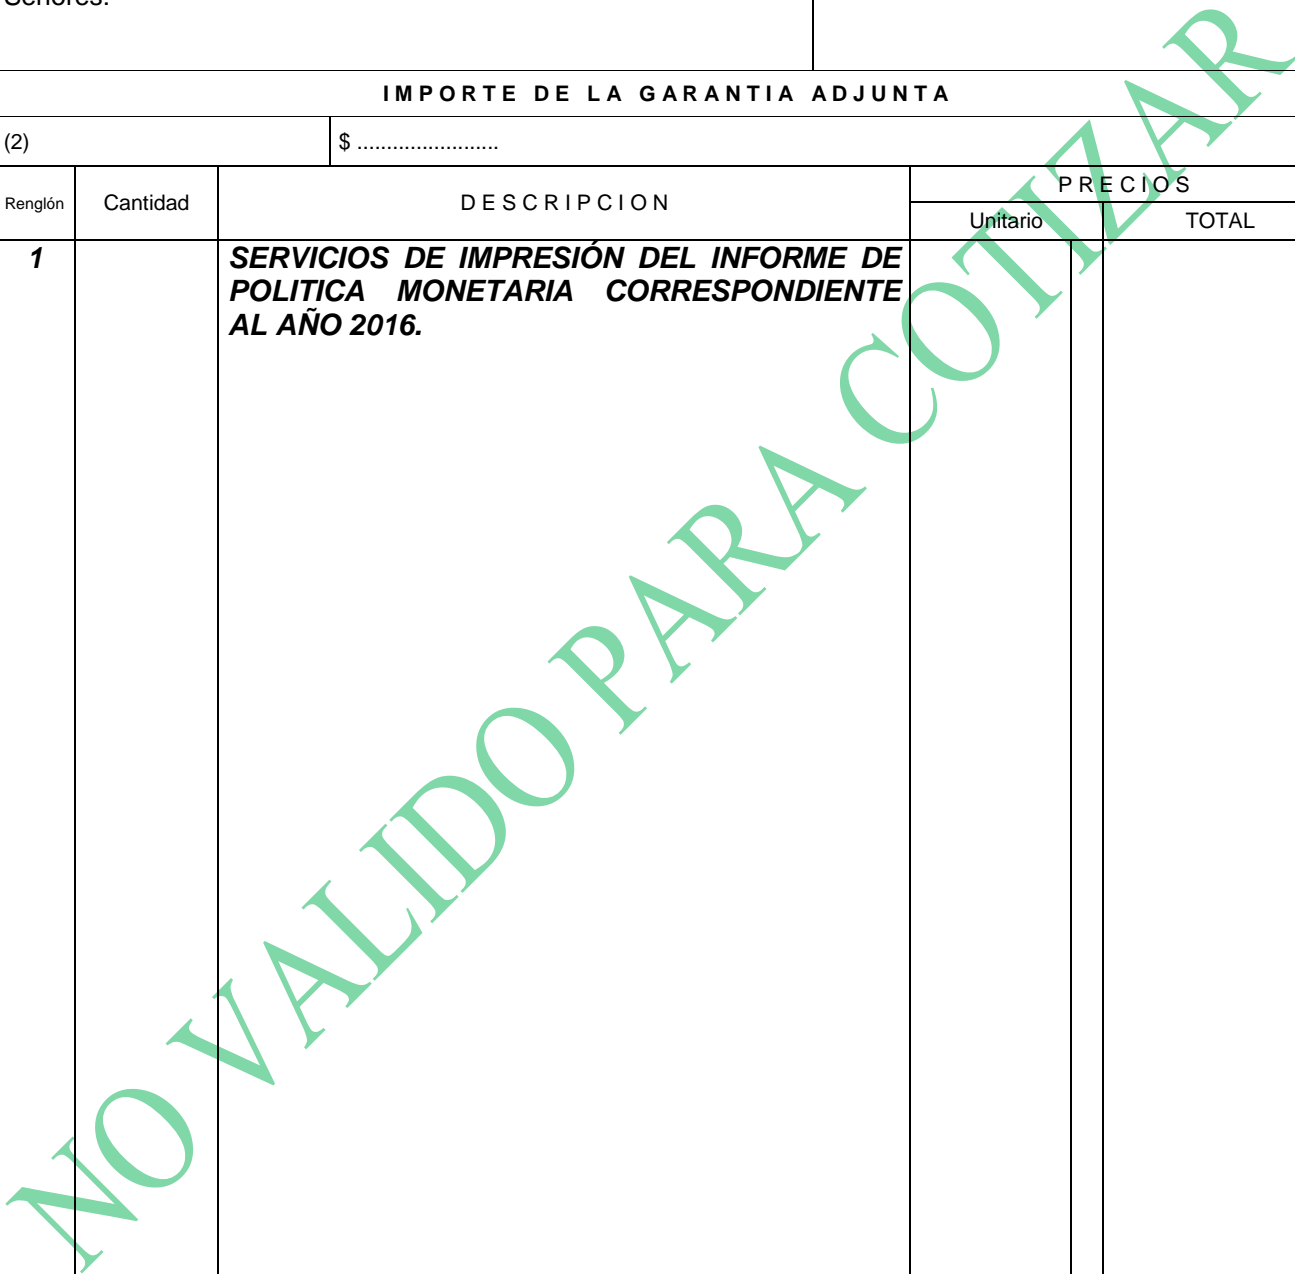 Señores:
IMPORTE DE LA GARANTIA ADJUNTA
(2) $ ........................
Renglón Cantidad DESCRIPCION PRECIOS
Unitario TOTAL
1 SERVICIOS DE IMPRESIÓN DEL INFORME DE
POLITICA MONETARIA CORRESPONDIENTE
AL AÑO 2016.
NO VALIDO PARA COTIZAR